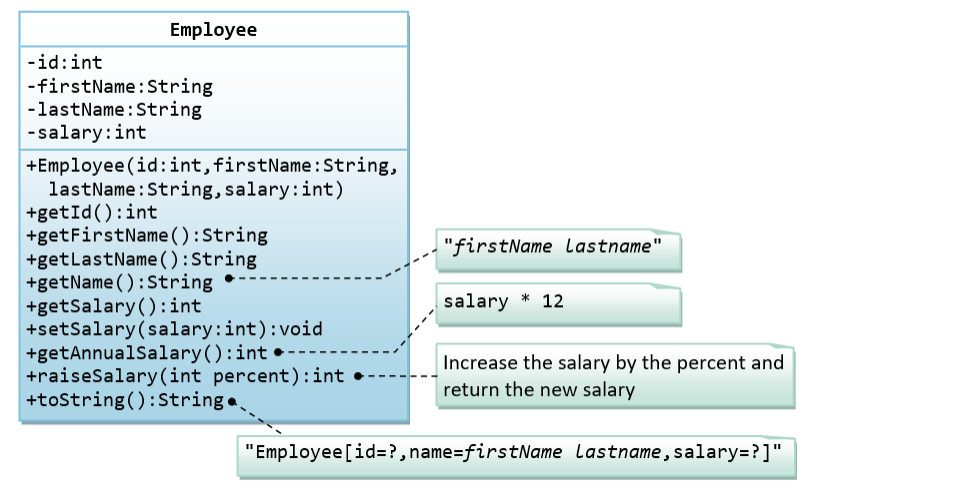 Employee
-id:int
-firstName:String
-lastName:String
-salary:int
+Employee(id:int,firstName:String,
lastName:String,salary:int)
+getId():int
+getFirstName():String
+getLastName():String
+getName():String
+getSalary():int
+setSalary(salary:int):void
+getAnnualSalary():int
+raiseSalary(int percent):int
+toString():String
"firstName lastname"
salary * 12
Increase the salary by the percent and
return the new salary
"Employee[id=?,name=firstName lastname,salary=?]"